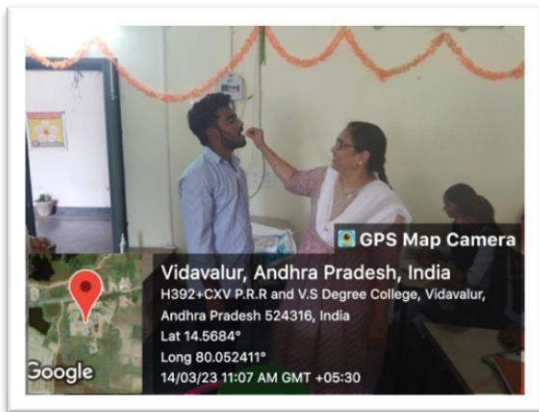 GPS Map Camera
Vidavalur, Andhra Pradesh, India
H392+CXV P.R.R and V.S Degree College, Vidavalur,
Andhra Pradesh 524316, India
Lat 14.5684°
Long 80.052411°
14/03/23 11:07 AM GMT +05:30
Google